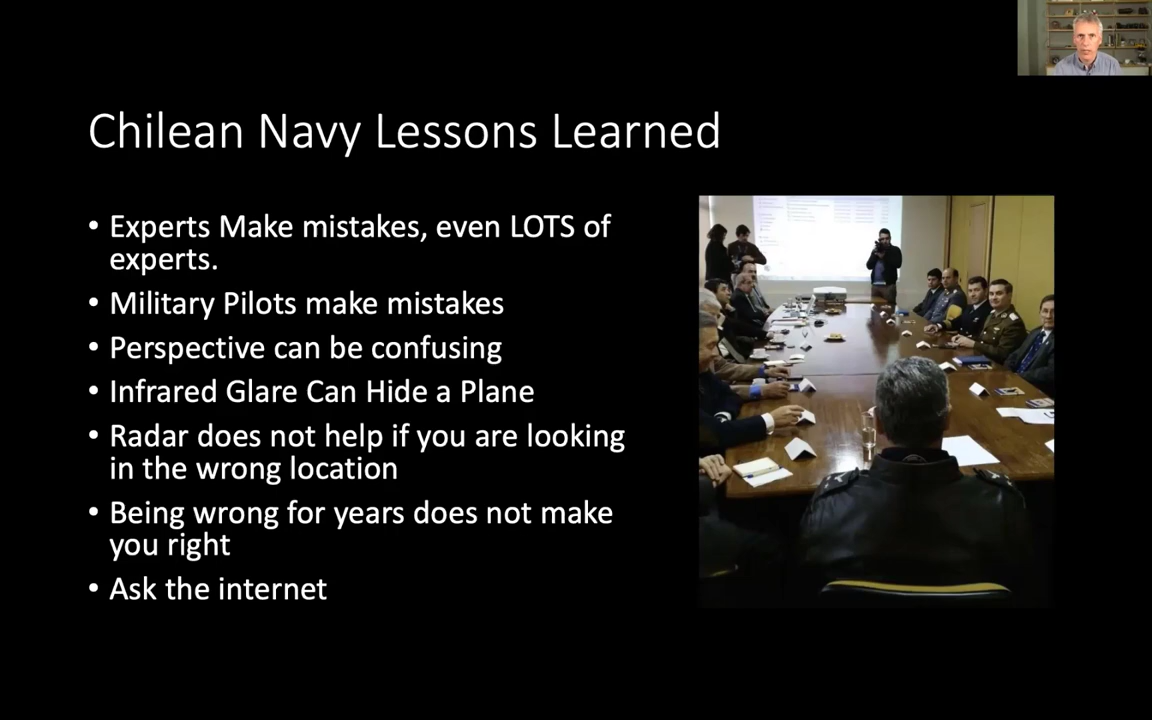 Chilean Navy Lessons Learned
• Experts Make mistakes, even LOTS of
experts.
• Military Pilots make mistakes
• Perspective can be confusing
• Infrared Glare Can Hide a Plane
• Radar does not help if you are looking
in the wrong location
• Being wrong for years does not make
you right
• Ask the internet